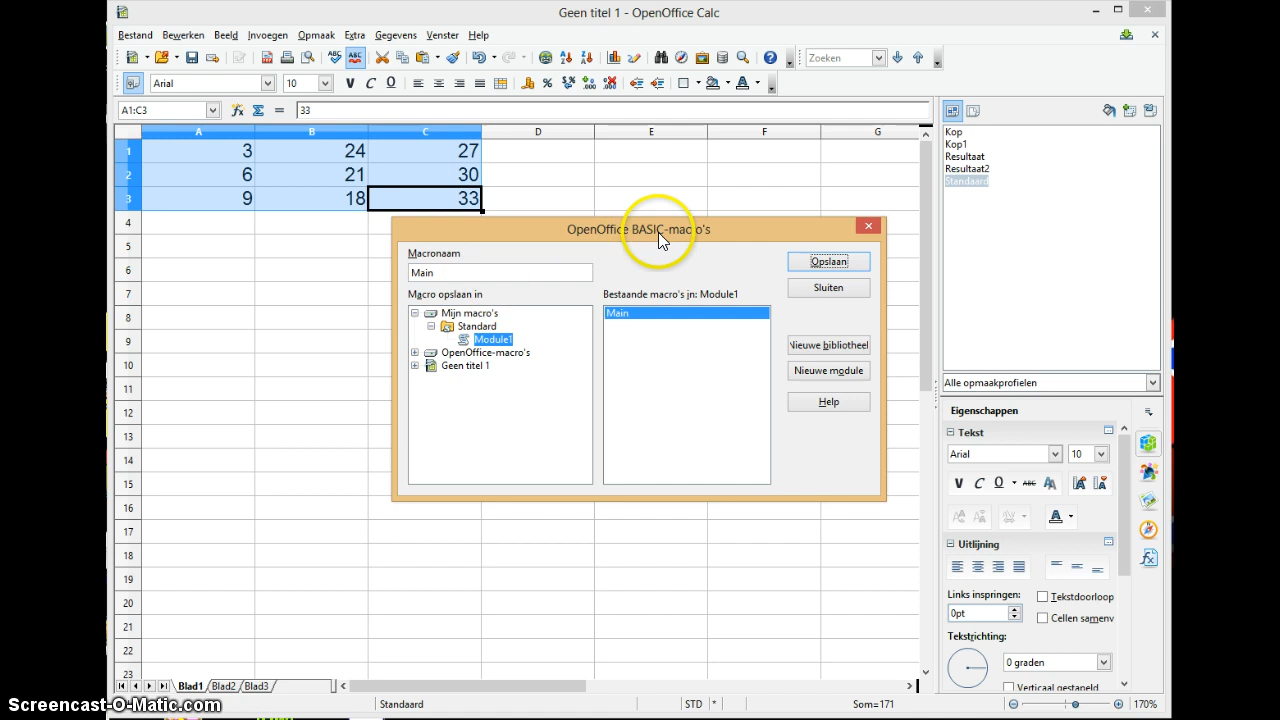 Geen titel 1 - OpenOffice Calc
Bestand Bewerken Beeld Invoegen Opmaak Extra Gegevens Venster Help
Zoeken
Arial 10
A1:C3 33
A B C D E F G
1 3 24 27
2 6 21 30
3 9 18 33
4
5
6
7
8
9
10
11
12
13
14
15
16
17
18
19
20
21
22
23
OpenOffice BASIC-macro's
Macronaam
Main
Macro opslaan in
Mijn macro's
Standard
Module1
OpenOffice-macro's
Geen titel 1
Bestaande macro's in: Module1
Main
Opslaan
Sluiten
Nieuwe bibliotheel
Nieuwe module
Help
Kop
Kop1
Resultaat
Resultaat2
Standaard
Alle opmaakprofielen
Eigenschappen
Tekst
Arial 10
Uitlijning
Links inspringen:
Tekstdoorloop
0pt
Cellen samenv
Tekstrichting:
0 graden
Verticaal gestapeld
Blad1 Blad2 Blad3
Standaard STD * Som=171 170%
Screencast-O-Matic.com